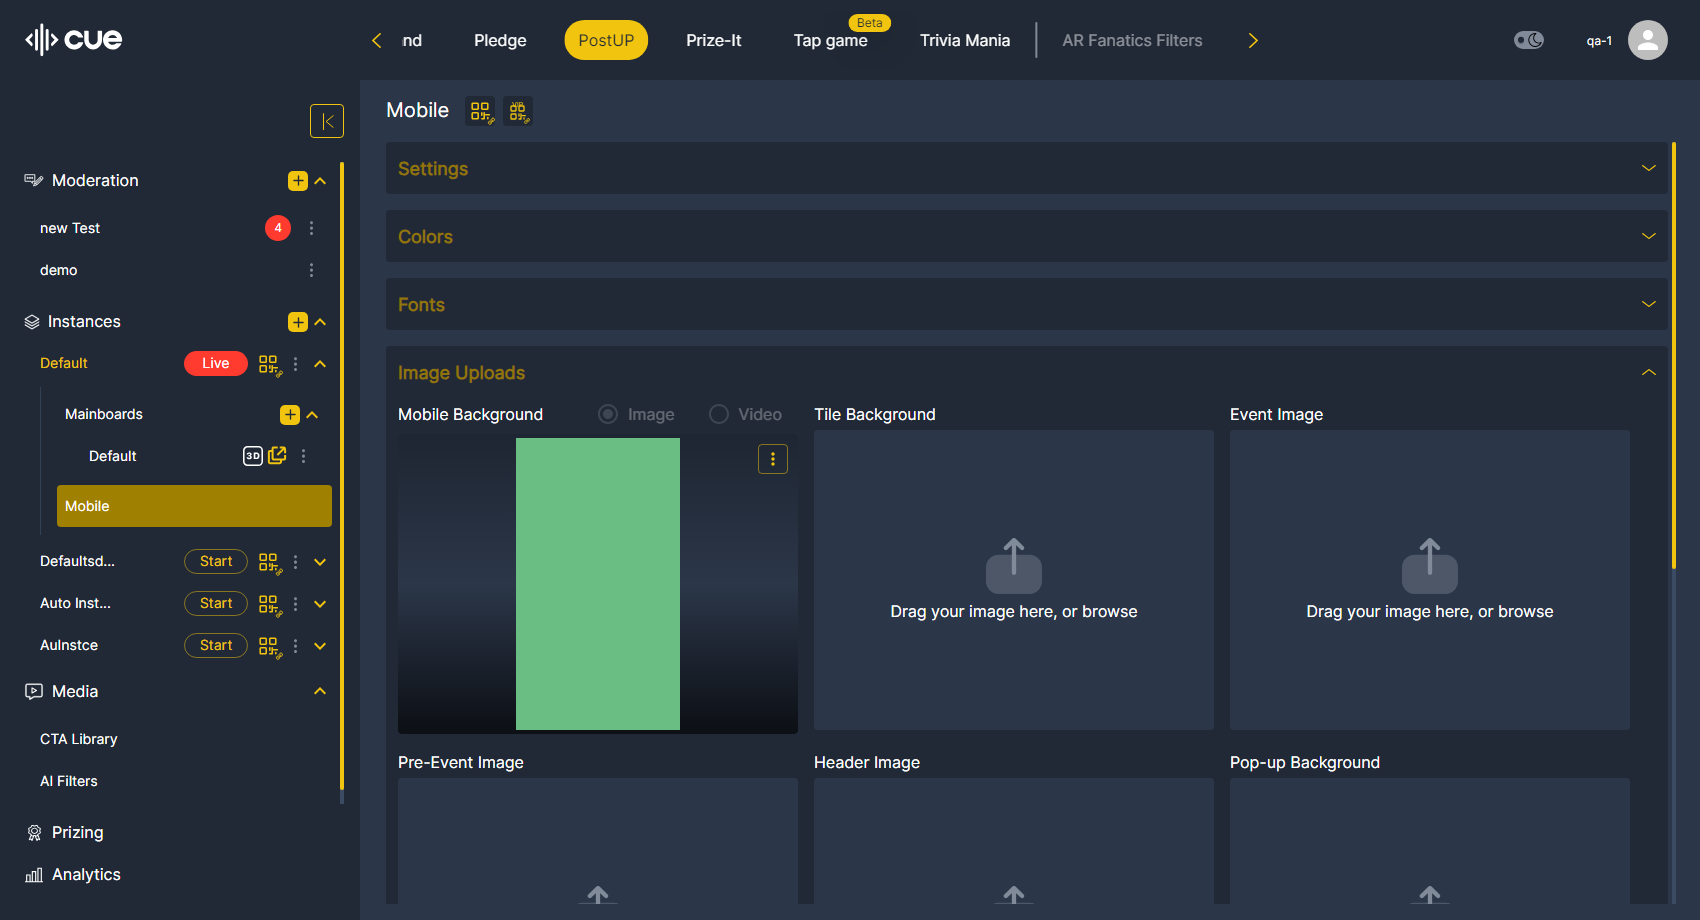 cue
nd
Pledge
PostUP
Prize-It
Beta
Tap game
Trivia Mania
AR Fanatics Filters
qa-1
Moderation
new Test
4
demo
Instances
Default
Live
Mainboards
Default
3D
Mobile
Defaultsd...
Start
Auto Inst...
Start
AuInstce
Start
Media
CTA Library
AI Filters
Prizing
Analytics
Mobile
VIP
Settings
Colors
Fonts
Image Uploads
Mobile Background
Image
Video
Tile Background
Event Image
Drag your image here, or browse
Drag your image here, or browse
Pre-Event Image
Header Image
Pop-up Background